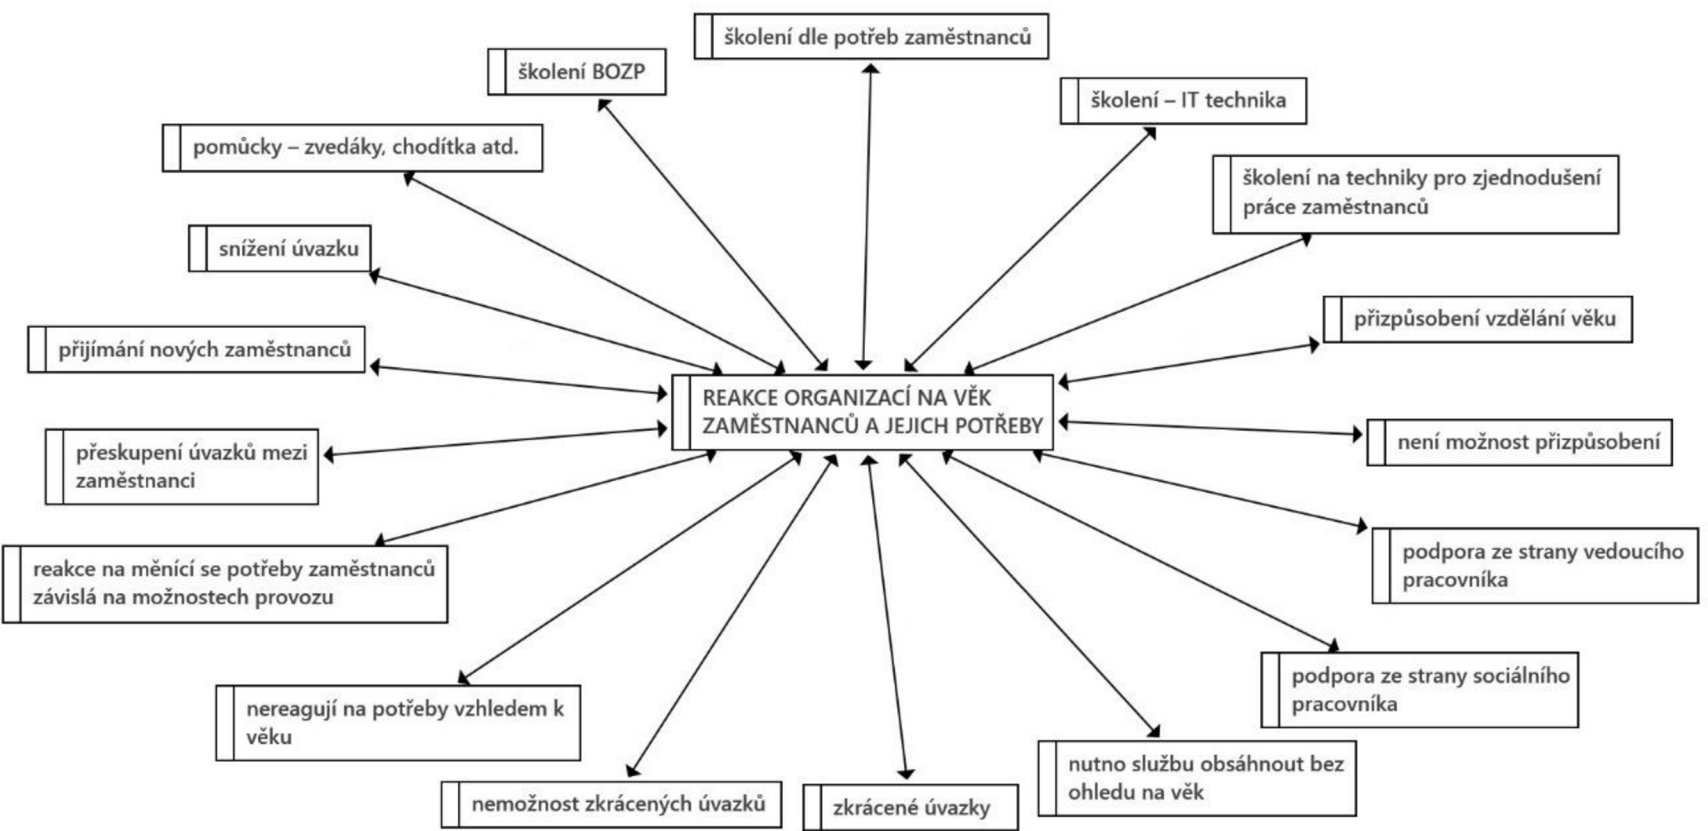 školení dle potřeb zaměstnanců
školení BOZP
školení – IT technika
pomůcky – zvedáky, chodítka atd.
školení na techniky pro zjednodušení
práce zaměstnanců
snížení úvazku
přizpůsobení vzdělání věku
přijímání nových zaměstnanců
REAKCE ORGANIZACÍ NA VĚK
ZAMĚSTNANCŮ A JEJICH POTŘEBY
není možnost přizpůsobení
přeskupení úvazků mezi
zaměstnanci
podpora ze strany vedoucího
pracovníka
reakce na měnící se potřeby zaměstnanců
závislá na možnostech provozu
podpora ze strany sociálního
pracovníka
nereagují na potřeby vzhledem k
věku
nutno službu obsáhnout bez
ohledu na věk
nemožnost zkrácených úvazků
zkrácené úvazky